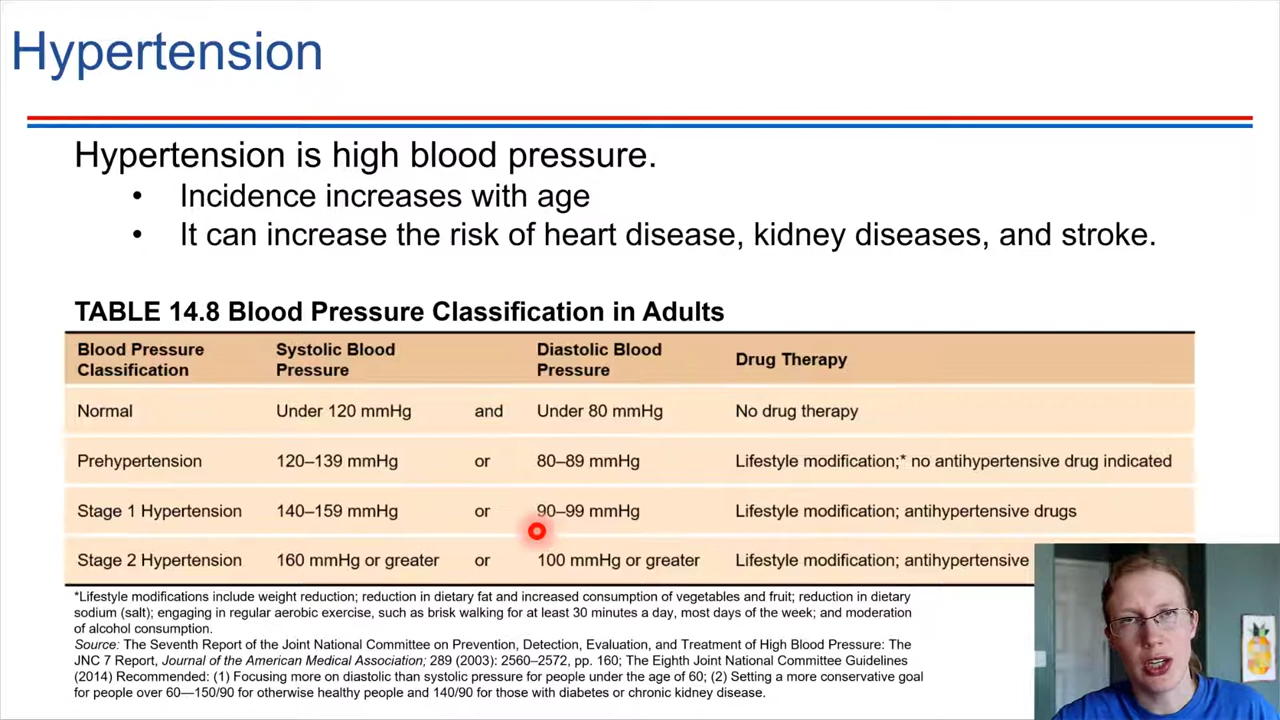 Hypertension
Hypertension is high blood pressure.
• Incidence increases with age
• It can increase the risk of heart disease, kidney diseases, and stroke.
TABLE 14.8 Blood Pressure Classification in Adults
Blood Pressure Classification Systolic Blood Pressure Diastolic Blood Pressure Drug Therapy
Normal Under 120 mmHg and Under 80 mmHg No drug therapy
Prehypertension 120–139 mmHg or 80–89 mmHg Lifestyle modification;* no antihypertensive drug indicated
Stage 1 Hypertension 140–159 mmHg or 90–99 mmHg Lifestyle modification; antihypertensive drugs
Stage 2 Hypertension 160 mmHg or greater or 100 mmHg or greater Lifestyle modification; antihypertensive
*Lifestyle modifications include weight reduction; reduction in dietary fat and increased consumption of vegetables and fruit; reduction in dietary
sodium (salt); engaging in regular aerobic exercise, such as brisk walking for at least 30 minutes a day, most days of the week; and moderation
of alcohol consumption.
Source: The Seventh Report of the Joint National Committee on Prevention, Detection, Evaluation, and Treatment of High Blood Pressure: The
JNC 7 Report, Journal of the American Medical Association; 289 (2003): 2560–2572, pp. 160; The Eighth Joint National Committee Guidelines
(2014) Recommended: (1) Focusing more on diastolic than systolic pressure for people under the age of 60; (2) Setting a more conservative goal
for people over 60—150/90 for otherwise healthy people and 140/90 for those with diabetes or chronic kidney disease.